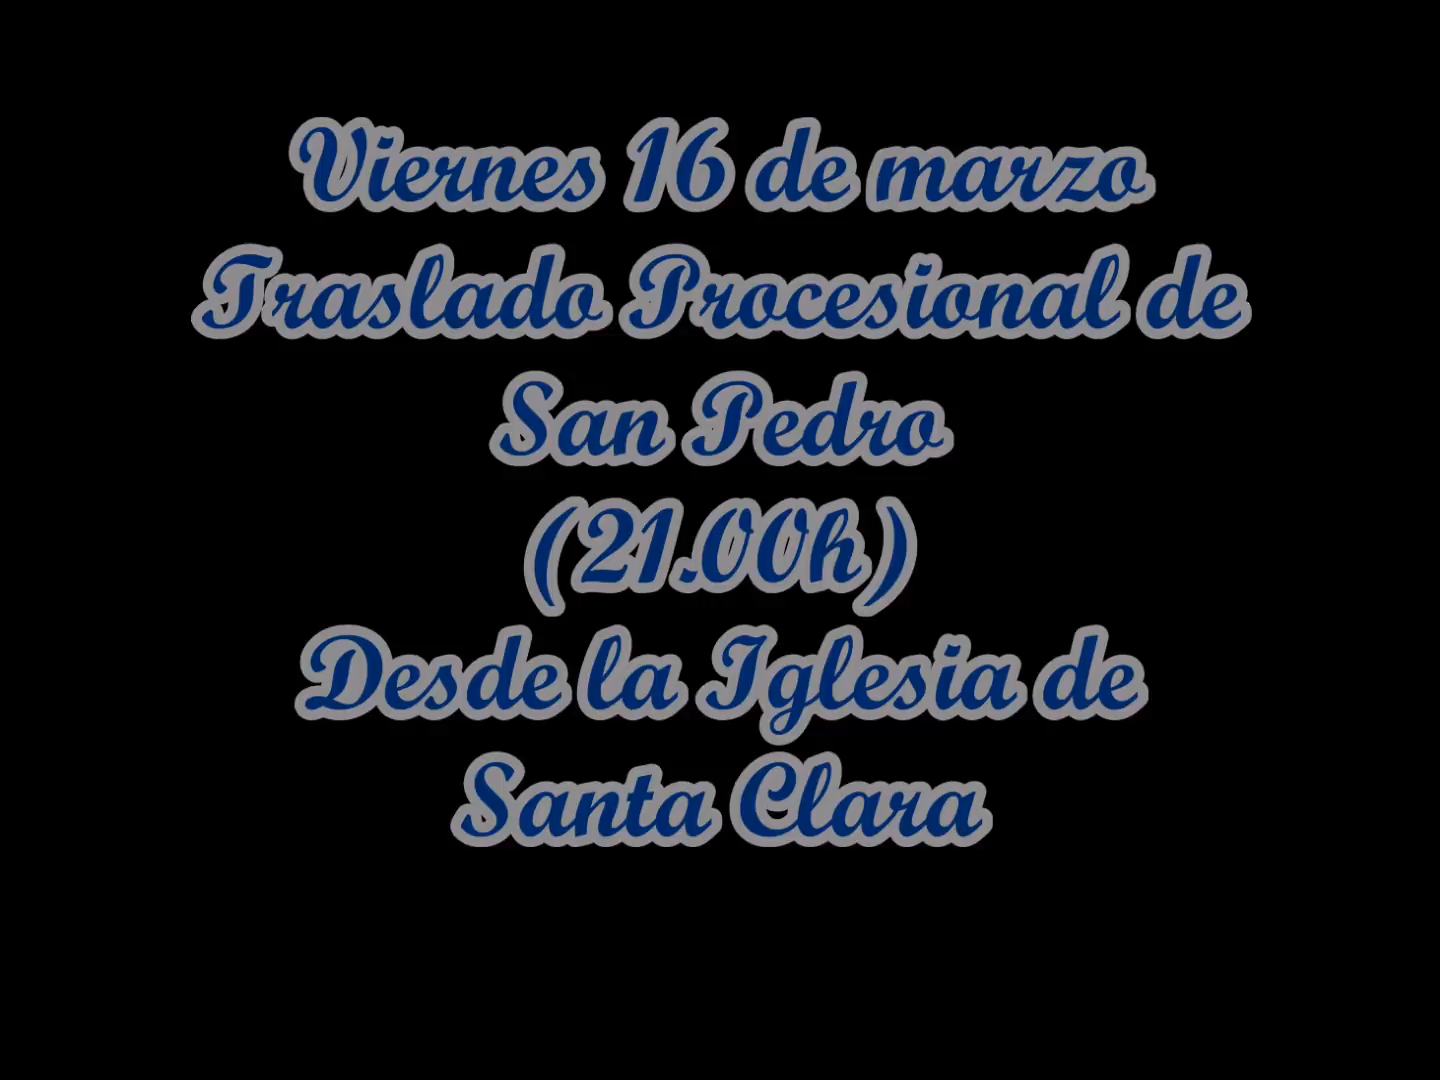 Viernes 16 de marzo
Traslado Procesional de
San Pedro
(21.00h)
Desde la Iglesia de
Santa Clara